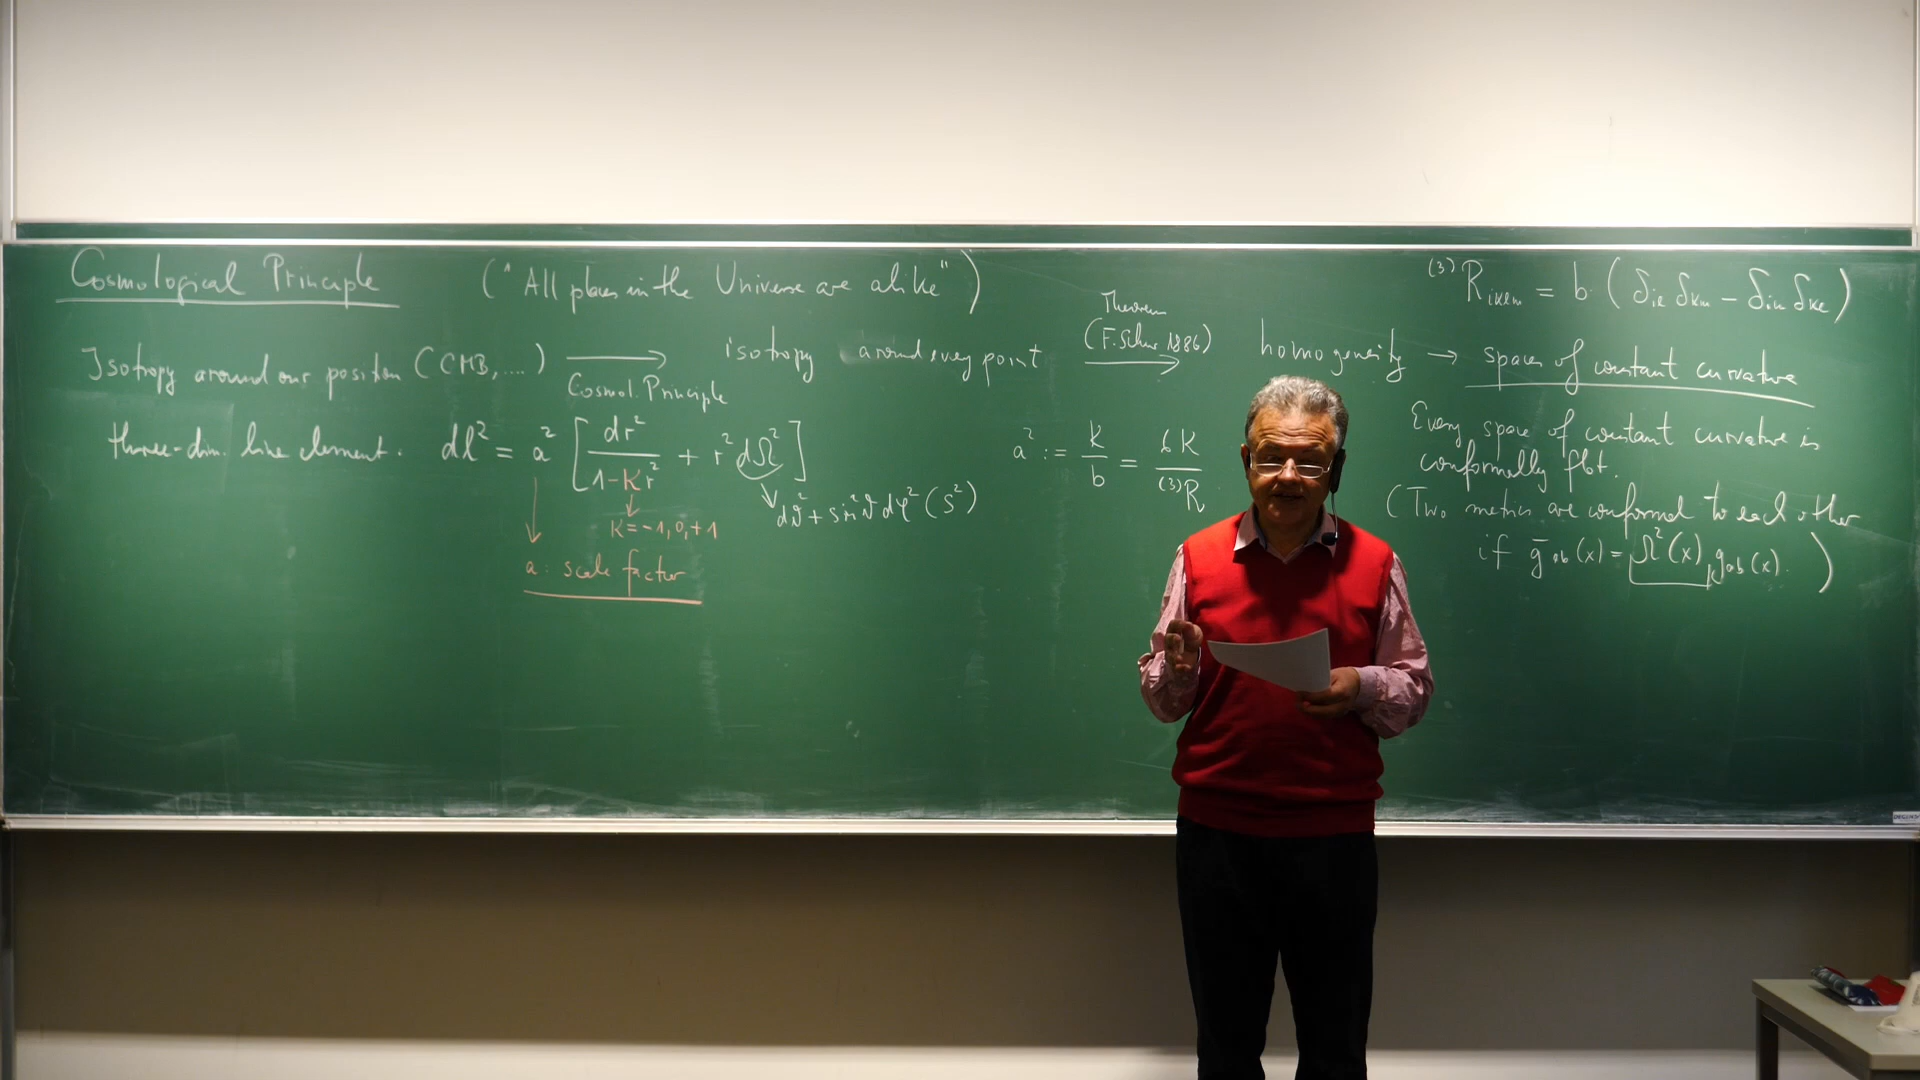 Cosmological Principle ("All places in the Universe are alike")
Isotropy around our position (CMB,....) → Cosmol. Principle isotropy around every point → Theorem (F. Schur 1886) homogeneity → spaces of constant curvature
⁽³⁾R_iklm = b · (δ_il δ_km − δ_im δ_kl)
three-dim. line element. dl² = a² [dr²/(1-Kr²) + r² dΩ²]
dϑ² + sin²ϑ dφ² (S²)
K = -1, 0, +1
a: scale factor
a² := K/b = 6K/⁽³⁾R
Every space of constant curvature is
conformally flat.
(Two metrics are conformal to each other
if ḡ_ab(x) = Ω²(x) g_ab(x). )